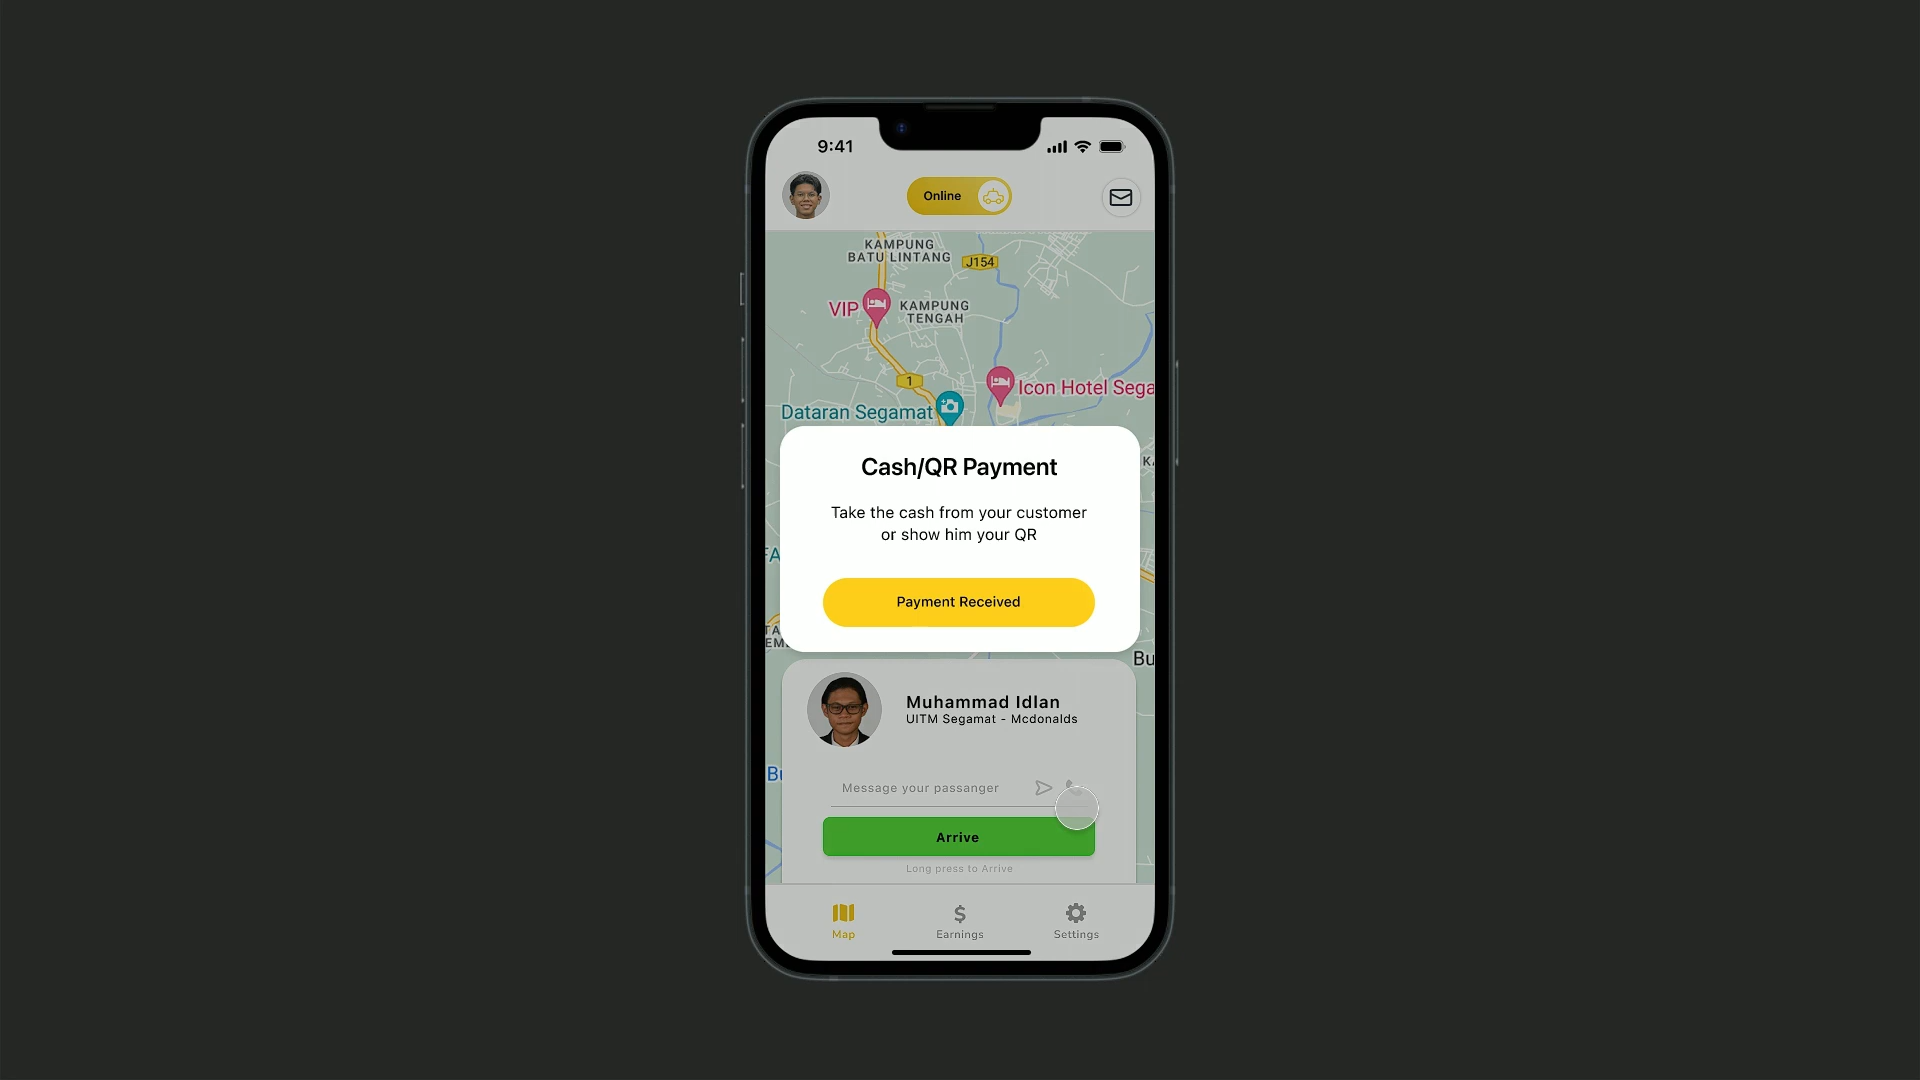 9:41
Online
KAMPUNG
BATU LINTANG
J154
VIP
KAMPUNG
TENGAH
1
Icon Hotel Sega
Dataran Segamat
Cash/QR Payment
Take the cash from your customer
or show him your QR
Payment Received
Bu
Muhammad Idlan
UITM Segamat - Mcdonalds
Message your passanger
Arrive
Long press to Arrive
Map
Earnings
Settings